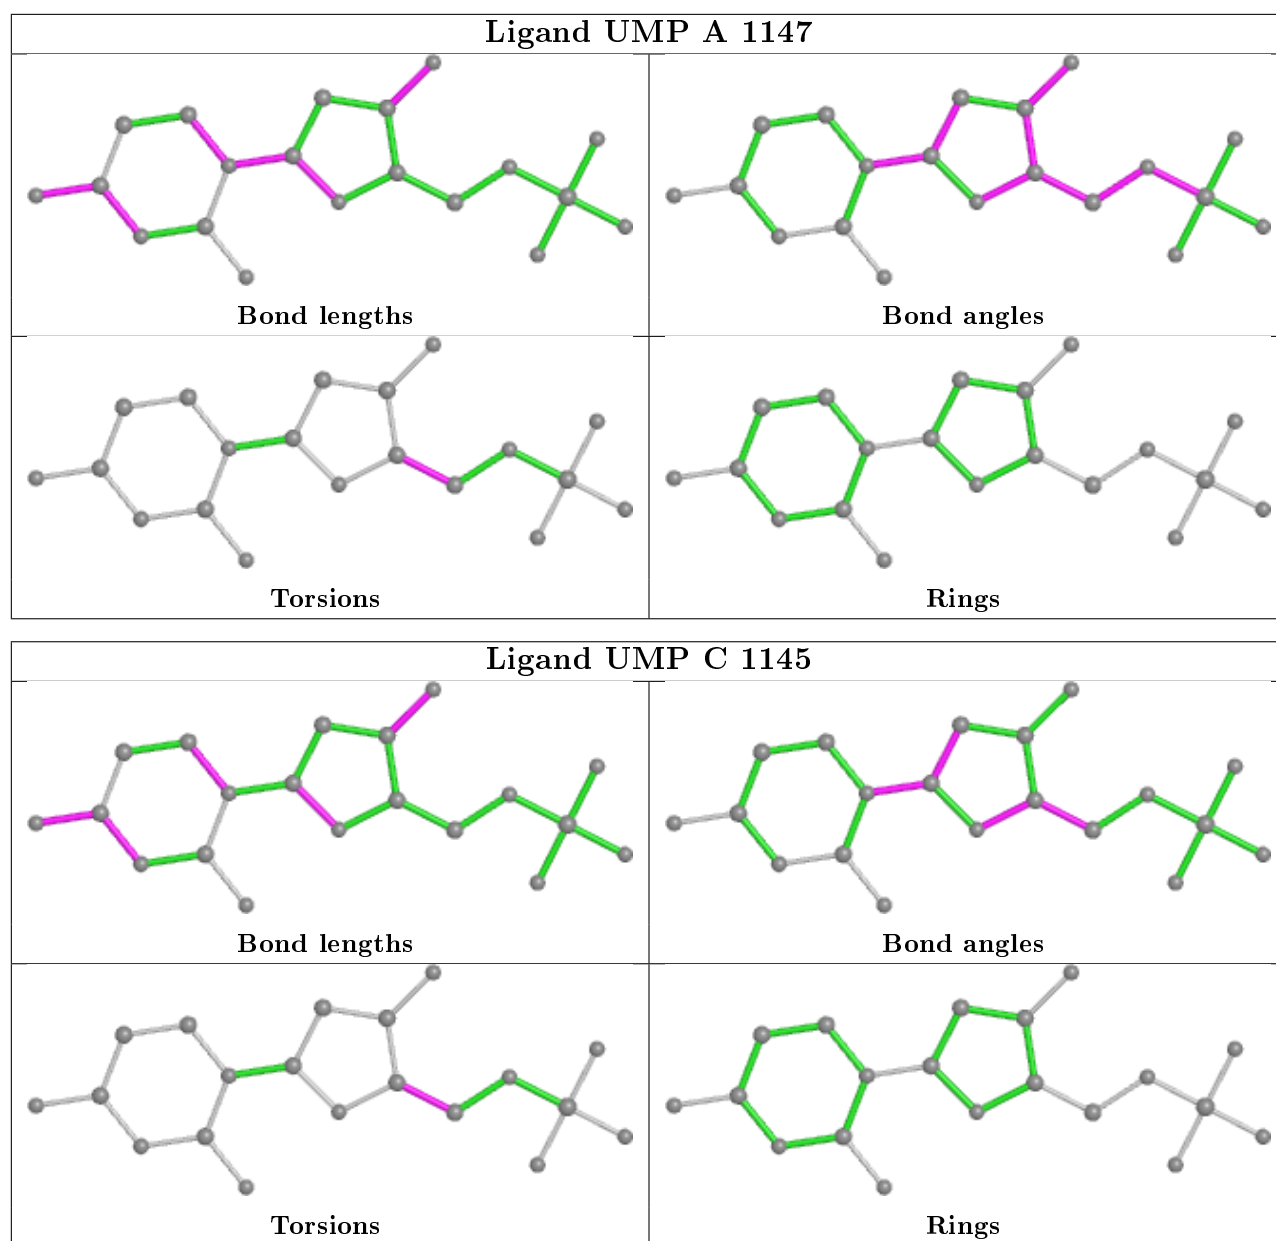 Ligand UMP A 1147
Bond lengths
Bond angles
Torsions
Rings
Ligand UMP C 1145
Bond lengths
Bond angles
Torsions
Rings